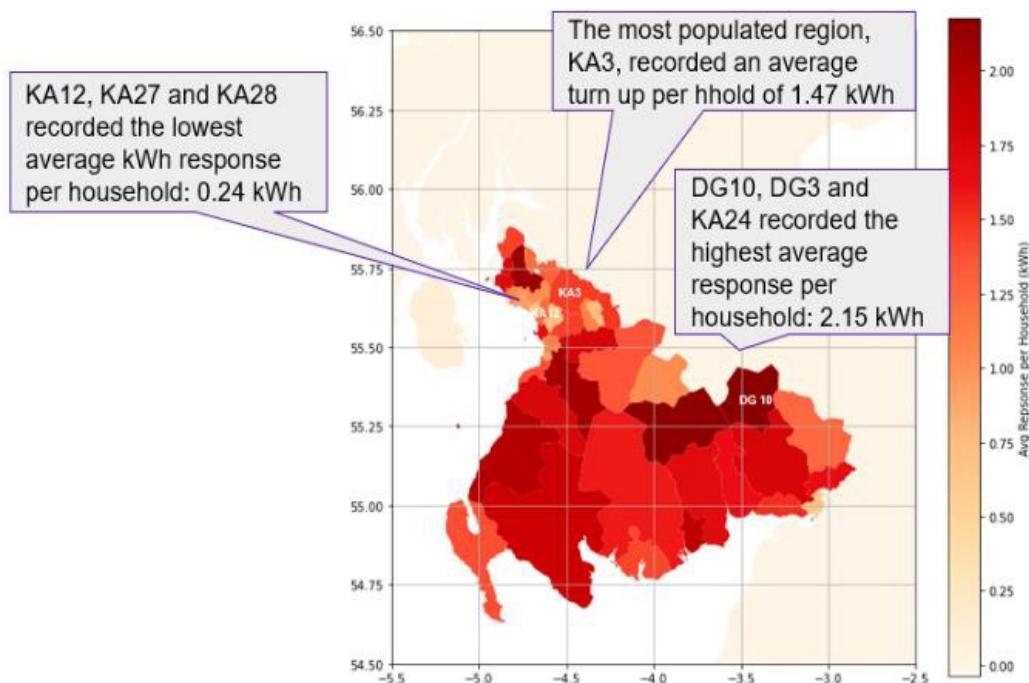 KA12, KA27 and KA28
recorded the lowest
average kWh response
per household: 0.24 kWh
The most populated region,
KA3, recorded an average
turn up per hhold of 1.47 kWh
DG10, DG3 and
KA24 recorded the
highest average
response per
household: 2.15 kWh
56.50
56.25
56.00
55.75
55.50
55.25
55.00
54.75
54.50
−5.5
−5.0
−4.5
−4.0
−3.5
−3.0
−2.5
KA3
KA12
DG 10
2.00
1.75
1.50
1.25
1.00
0.75
0.50
0.25
0.00
Avg Repsonse per Household (kWh)